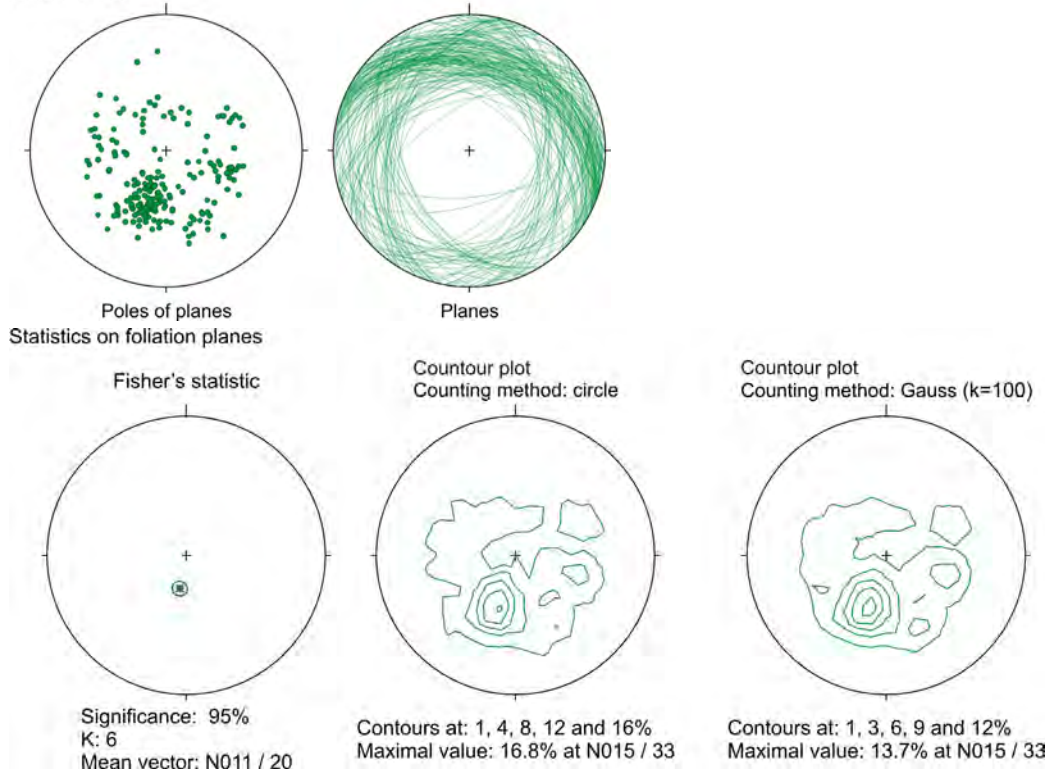 Poles of planes
Planes
Statistics on foliation planes
Fisher's statistic
Significance: 95%
K: 6
Mean vector: N011 / 20
Countour plot
Counting method: circle
Contours at: 1, 4, 8, 12 and 16%
Maximal value: 16.8% at N015 / 33
Countour plot
Counting method: Gauss (k=100)
Contours at: 1, 3, 6, 9 and 12%
Maximal value: 13.7% at N015 / 33